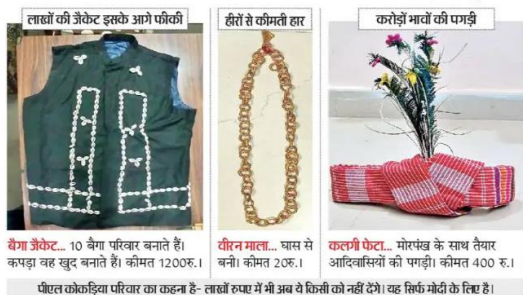 लाखों की जैकेट इसके आगे फीकी
हीरों से कीमती हार
करोड़ों भावों की पगड़ी
बैगा जैकेट... 10 बैगा परिवार बनाते हैं।
कपड़ा वह खुद बनाते हैं। कीमत 1200रु.।
वीरन माला... घास से
बनी। कीमत 20रु.।
कलगी फेटा... मोरपंख के साथ तैयार
आदिवासियों की पगड़ी। कीमत 400 रु.।
पीएल कोकड़िया परिवार का कहना है- लाखों रुपए में भी अब ये किसी को नहीं देंगे। यह सिर्फ मोदी के लिए है।